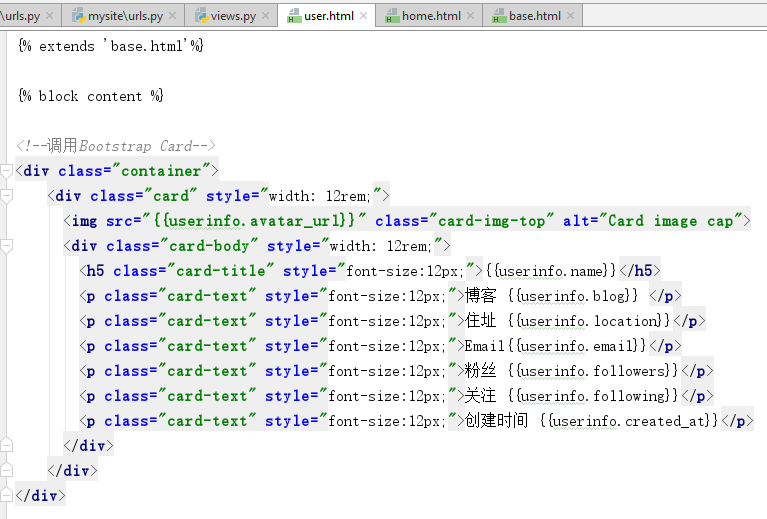 \urls.py mysite\urls.py views.py user.html home.html base.html
{% extends 'base.html'%}
{% block content %}
<!--调用Bootstrap Card-->
<div class="container">
<div class="card" style="width: 12rem;">
<img src="{{userinfo.avatar_url}}" class="card-img-top" alt="Card image cap">
<div class="card-body" style="width: 12rem;">
<h5 class="card-title" style="font-size:12px;">{{userinfo.name}}</h5>
<p class="card-text" style="font-size:12px;">博客 {{userinfo.blog}} </p>
<p class="card-text" style="font-size:12px;">住址 {{userinfo.location}}</p>
<p class="card-text" style="font-size:12px;">Email{{userinfo.email}}</p>
<p class="card-text" style="font-size:12px;">粉丝 {{userinfo.followers}}</p>
<p class="card-text" style="font-size:12px;">关注 {{userinfo.following}}</p>
<p class="card-text" style="font-size:12px;">创建时间 {{userinfo.created_at}}</p>
</div>
</div>
</div>